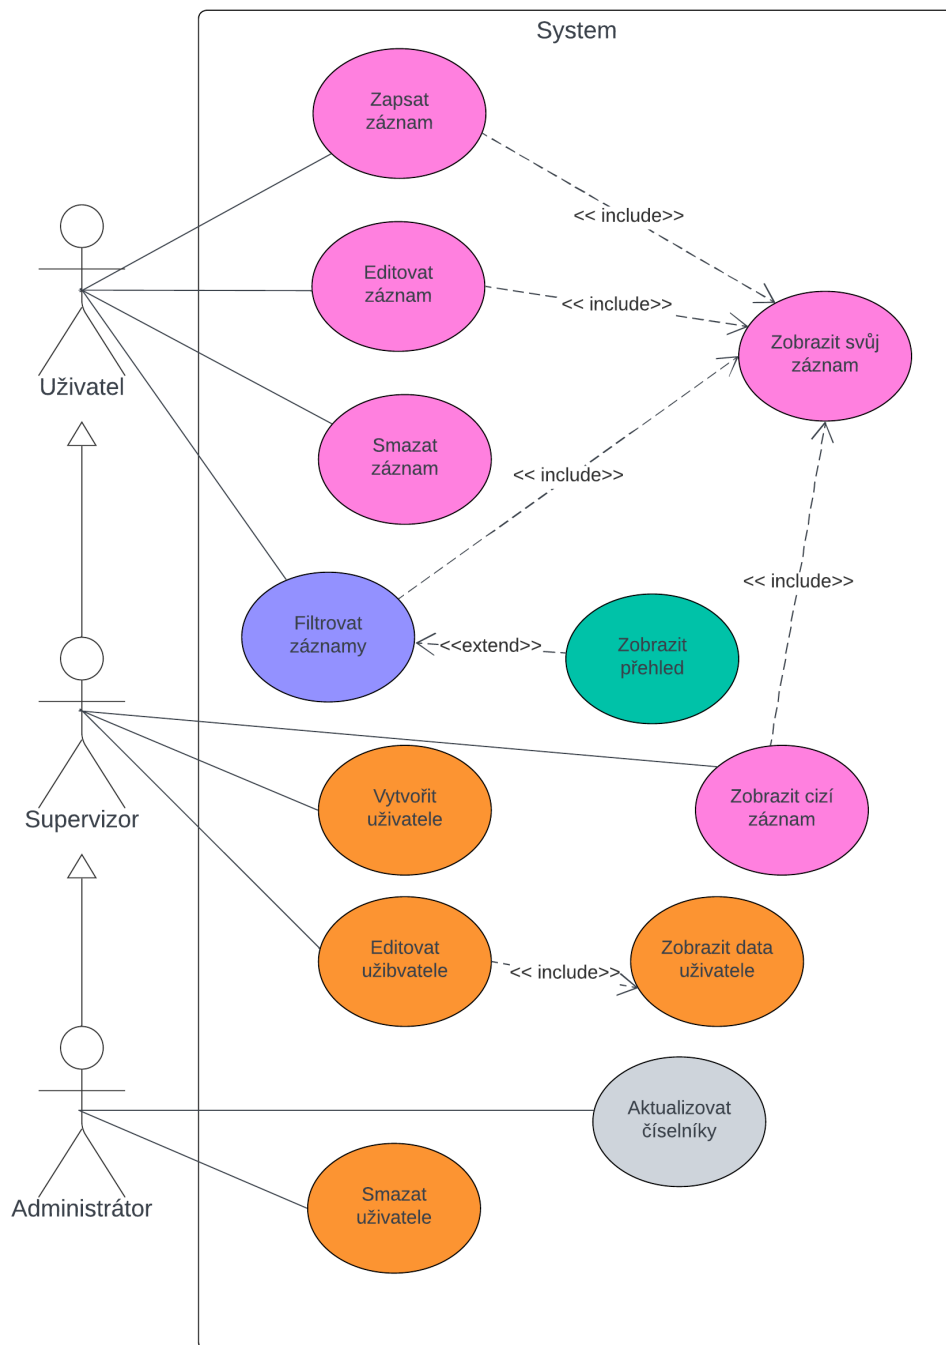 System
Zapsat
záznam
<< include>>
Editovat
záznam
<< include>>
Zobrazit svůj
záznam
Uživatel
Smazat
záznam
<< include>>
<< include>>
Filtrovat
záznamy
<<extend>>
Zobrazit
přehled
Supervizor
Vytvořit
uživatele
Zobrazit cizí
záznam
Editovat
užibvatele
<< include>>
Zobrazit data
uživatele
Aktualizovat
číselníky
Administrátor
Smazat
uživatele